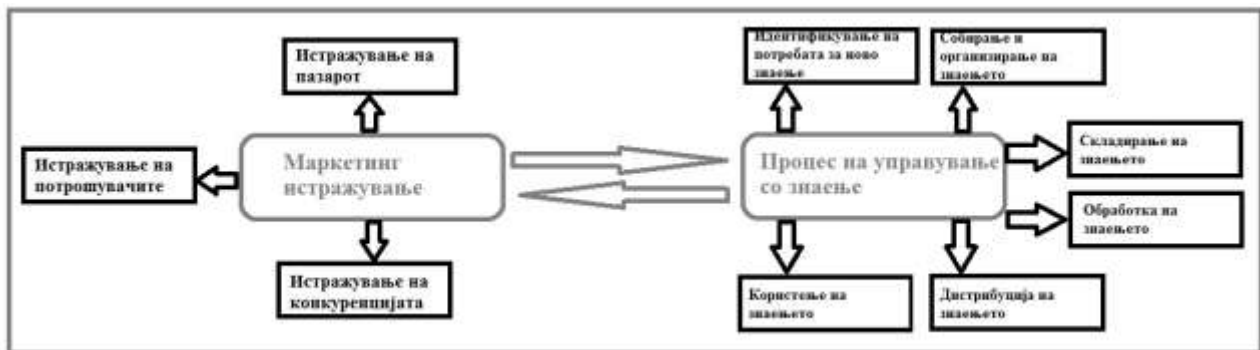 Истражување на
пазарот
Идентификување на
потребата за ново
знаење
Собирање и
организирање на
знаењето
Истражување на
потрошувачите
Маркетинг
истражување
Процес на управување
со знаење
Складирање на
знаењето
Обработка на
знаењето
Истражување на
конкуренцијата
Користење на
знаењето
Дистрибуција на
знаењето